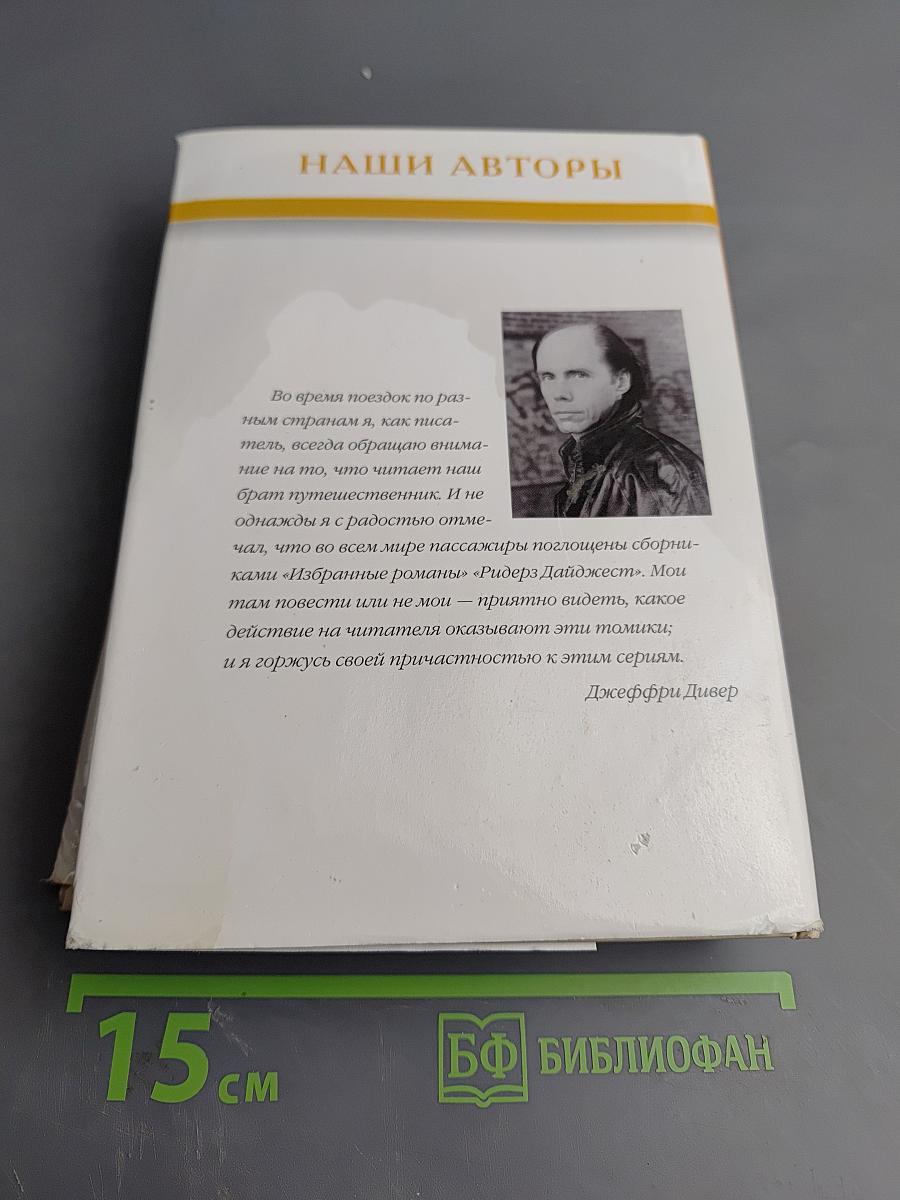 НАШИ АВТОРЫ
Во время поездок по раз-
ным странам я, как писа-
тель, всегда обращаю внима-
ние на то, что читает наш
брат путешественник. И не
однажды я с радостью отме-
чал, что во всем мире пассажиры поглощены сборни-
ками «Избранные романы» «Ридерз Дайджест». Мои
там повести или не мои — приятно видеть, какое
действие на читателя оказывают эти томики;
и я горжусь своей причастностью к этим сериям.
Джеффри Дивер
15 см
БФ БИБЛИОФАН